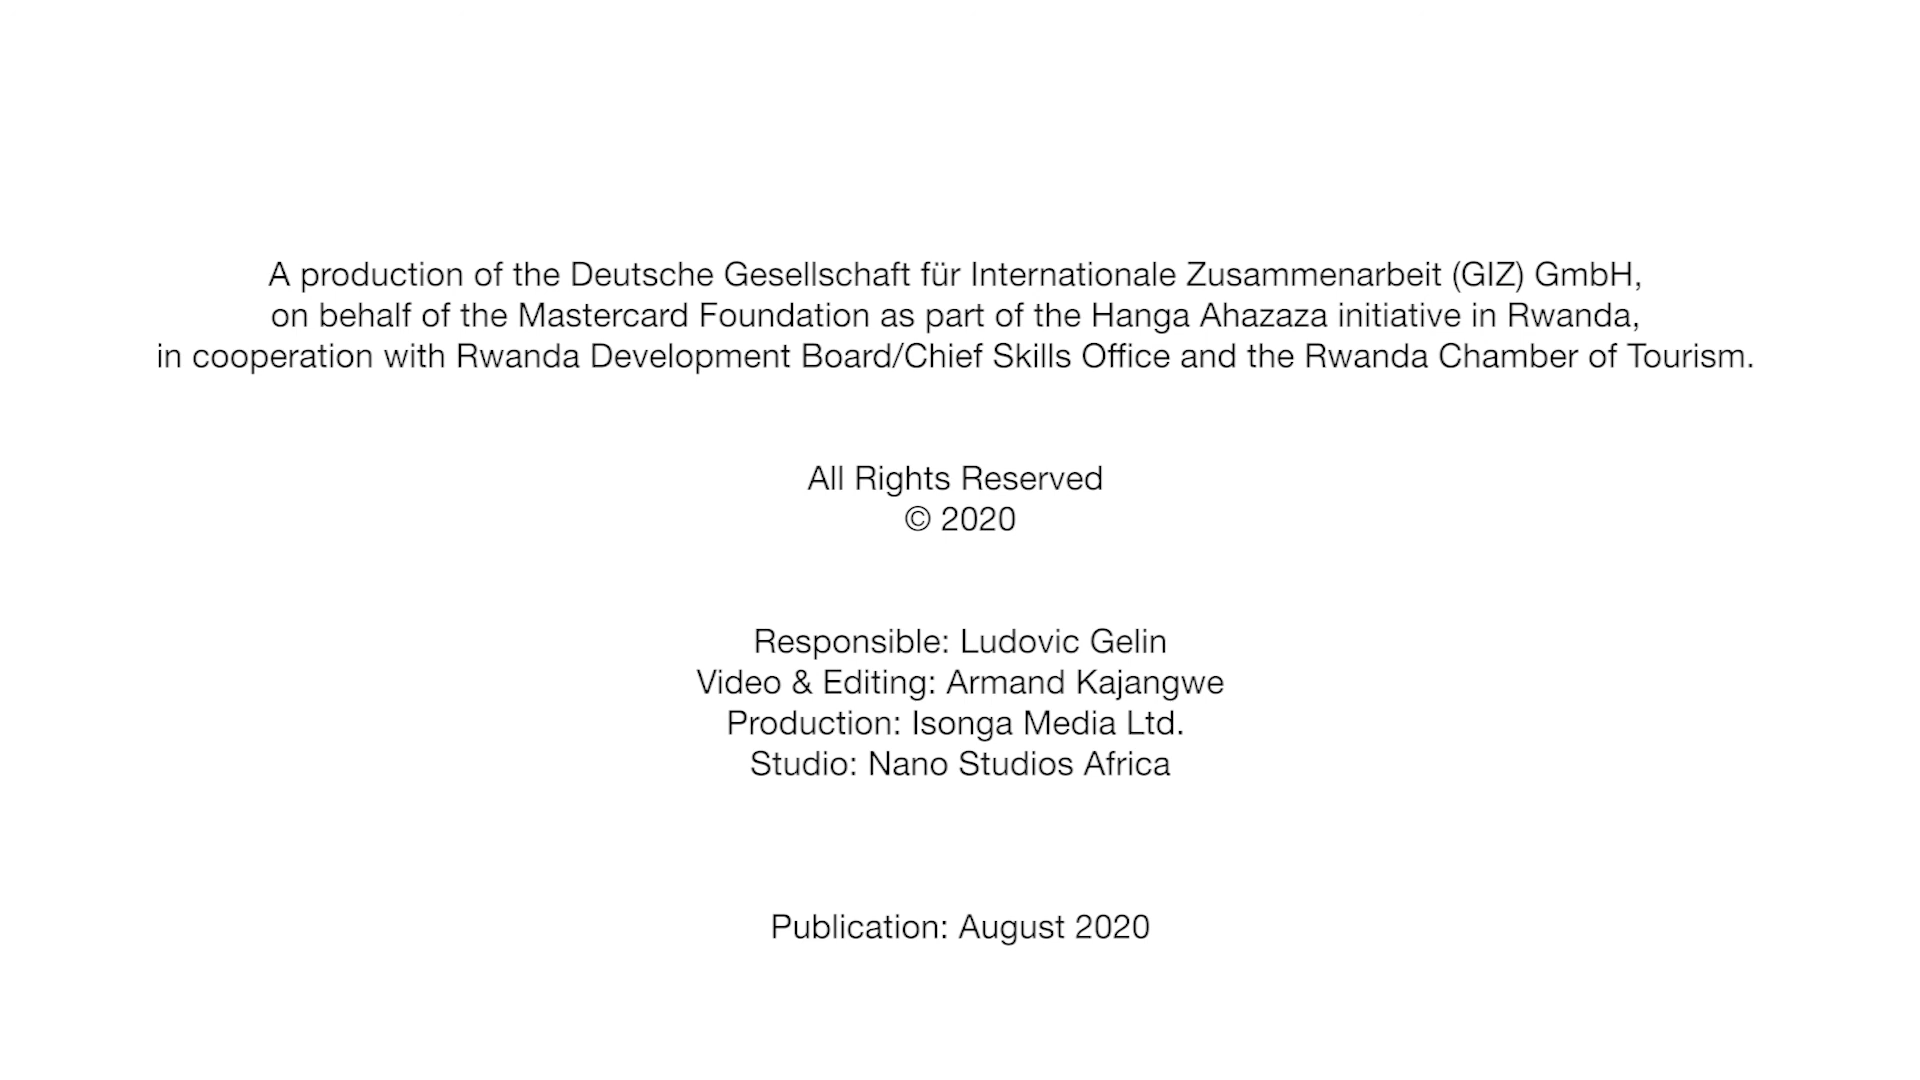 A production of the Deutsche Gesellschaft für Internationale Zusammenarbeit (GIZ) GmbH,
on behalf of the Mastercard Foundation as part of the Hanga Ahazaza initiative in Rwanda,
in cooperation with Rwanda Development Board/Chief Skills Office and the Rwanda Chamber of Tourism.
All Rights Reserved
© 2020
Responsible: Ludovic Gelin
Video & Editing: Armand Kajangwe
Production: Isonga Media Ltd.
Studio: Nano Studios Africa
Publication: August 2020